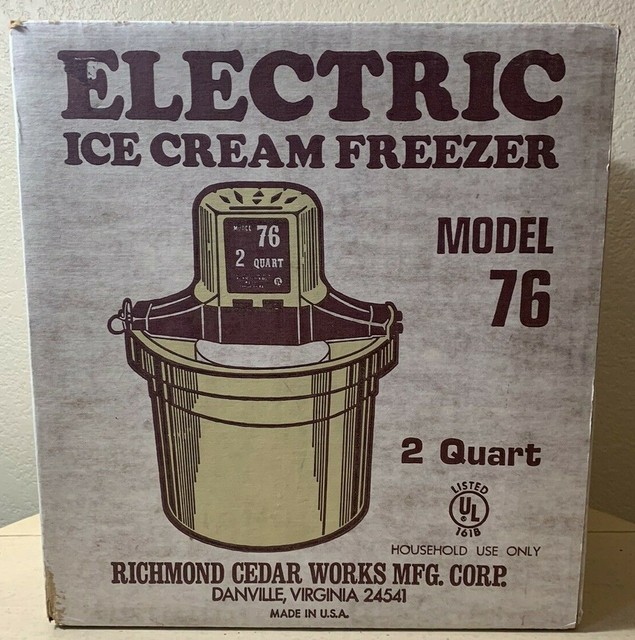 ELECTRIC
ICE CREAM FREEZER
MODEL
76
MODEL 76
2 QUART
2 Quart
LISTED
UL
®
161B
HOUSEHOLD USE ONLY
RICHMOND CEDAR WORKS MFG. CORP.
DANVILLE, VIRGINIA 24541
MADE IN U.S.A.